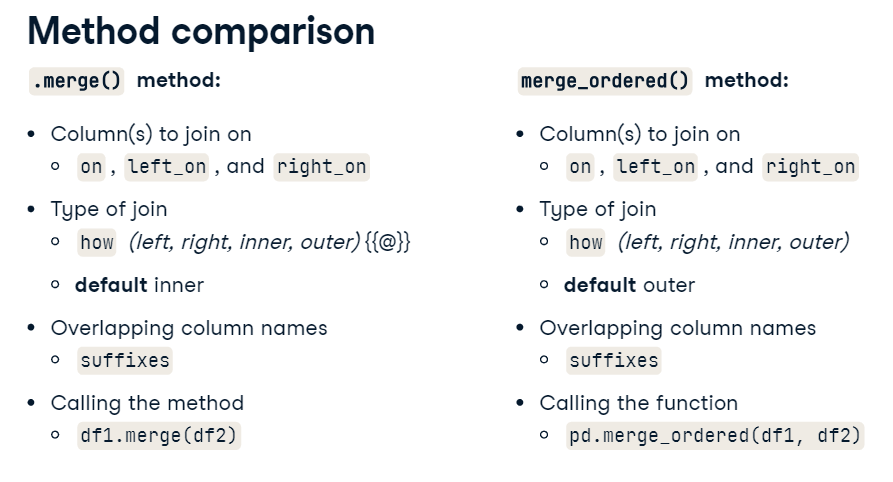 Method comparison
.merge() method:
• Column(s) to join on
◦ on , left_on , and right_on
• Type of join
◦ how (left, right, inner, outer) {{@}}
◦ default inner
• Overlapping column names
◦ suffixes
• Calling the method
◦ df1.merge(df2)
merge_ordered() method:
• Column(s) to join on
◦ on , left_on , and right_on
• Type of join
◦ how (left, right, inner, outer)
◦ default outer
• Overlapping column names
◦ suffixes
• Calling the function
◦ pd.merge_ordered(df1, df2)